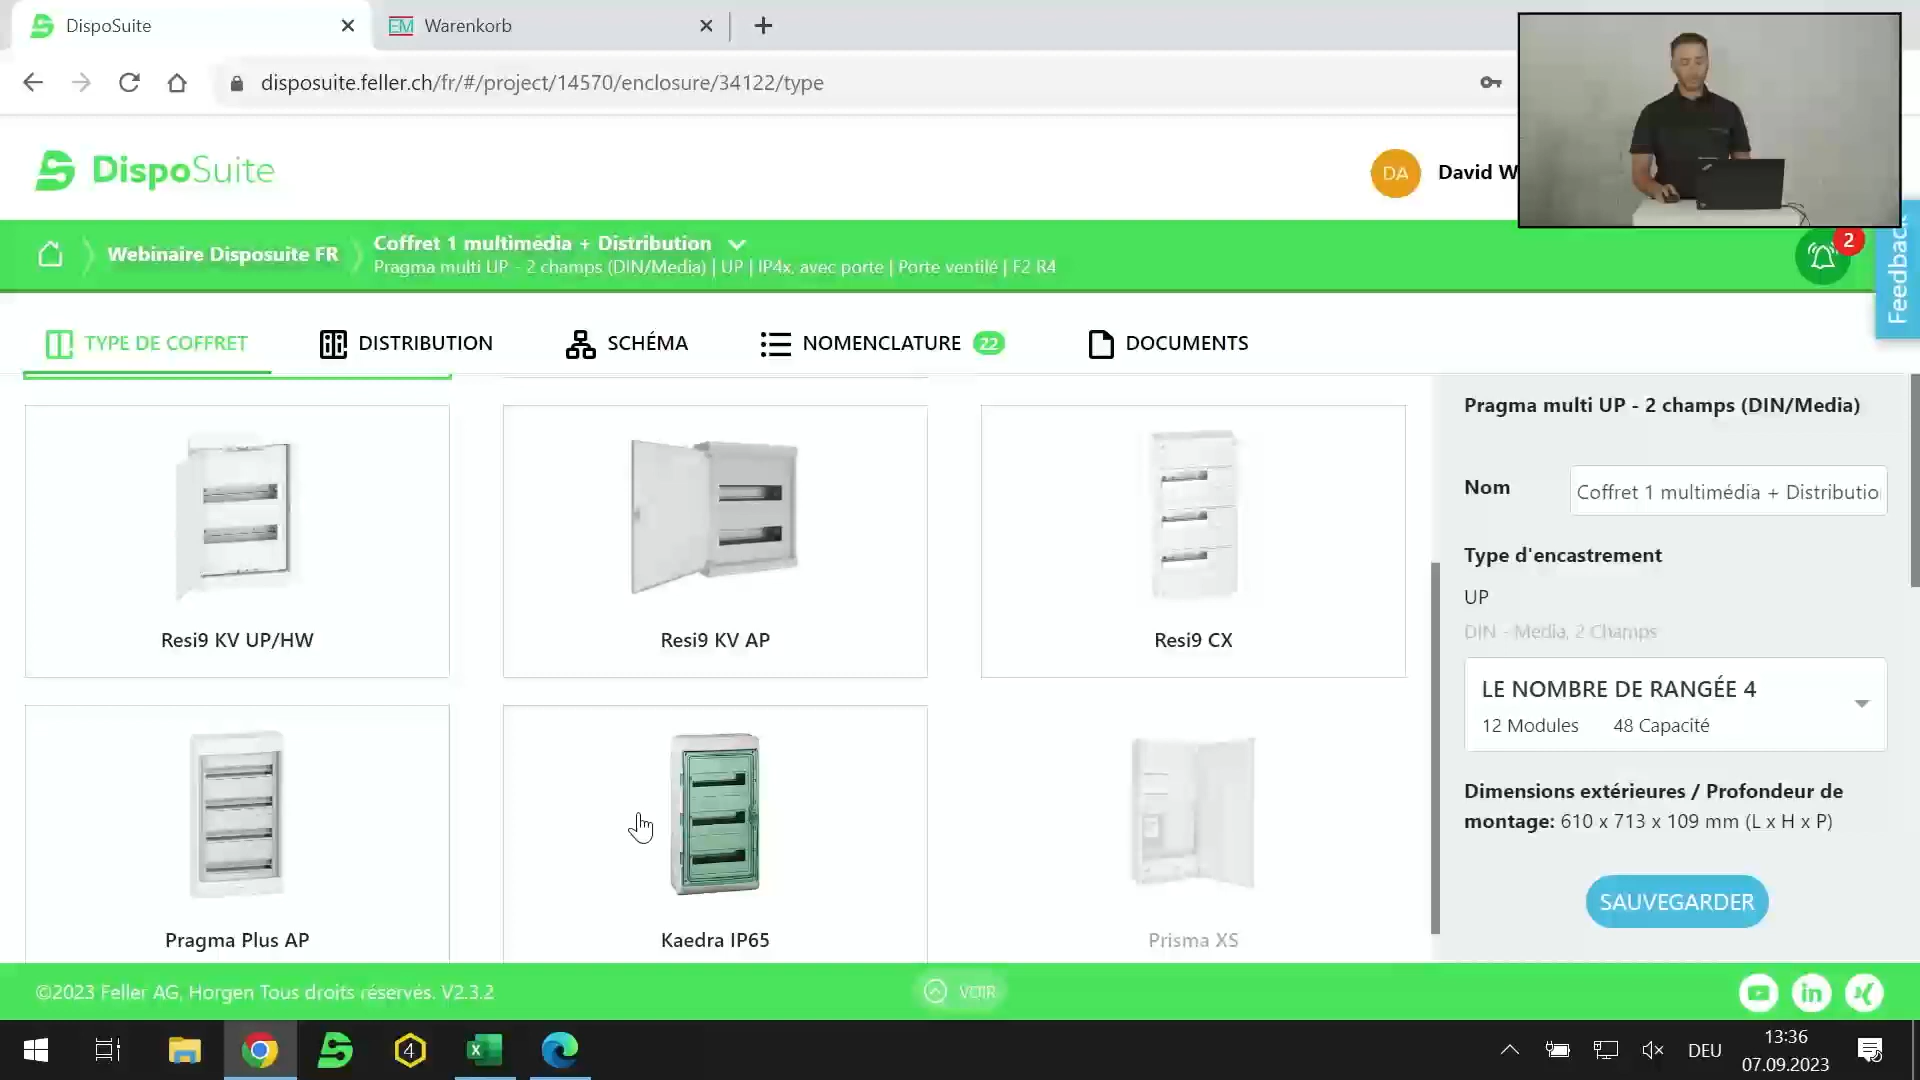 DispoSuite
EM Warenkorb
disposuite.feller.ch/fr/#/project/14570/enclosure/34122/type
DispoSuite
DA David W
Webinaire Disposuite FR
Coffret 1 multimédia + Distribution
Pragma multi UP - 2 champs (DIN/Media) | UP | IP4x, avec porte | Porte ventilé | F2 R4
2
Feedback
TYPE DE COFFRET
DISTRIBUTION
SCHÉMA
NOMENCLATURE 22
DOCUMENTS
Resi9 KV UP/HW
Resi9 KV AP
Resi9 CX
Pragma Plus AP
Kaedra IP65
Prisma XS
Pragma multi UP - 2 champs (DIN/Media)
Nom Coffret 1 multimédia + Distributio
Type d'encastrement
UP
DIN - Media, 2 Champs
LE NOMBRE DE RANGÉE 4
12 Modules 48 Capacité
Dimensions extérieures / Profondeur de
montage: 610 x 713 x 109 mm (L x H x P)
SAUVEGARDER
©2023 Feller AG, Horgen Tous droits réservés. V2.3.2
VOIR
4
DEU
13:36
07.09.2023